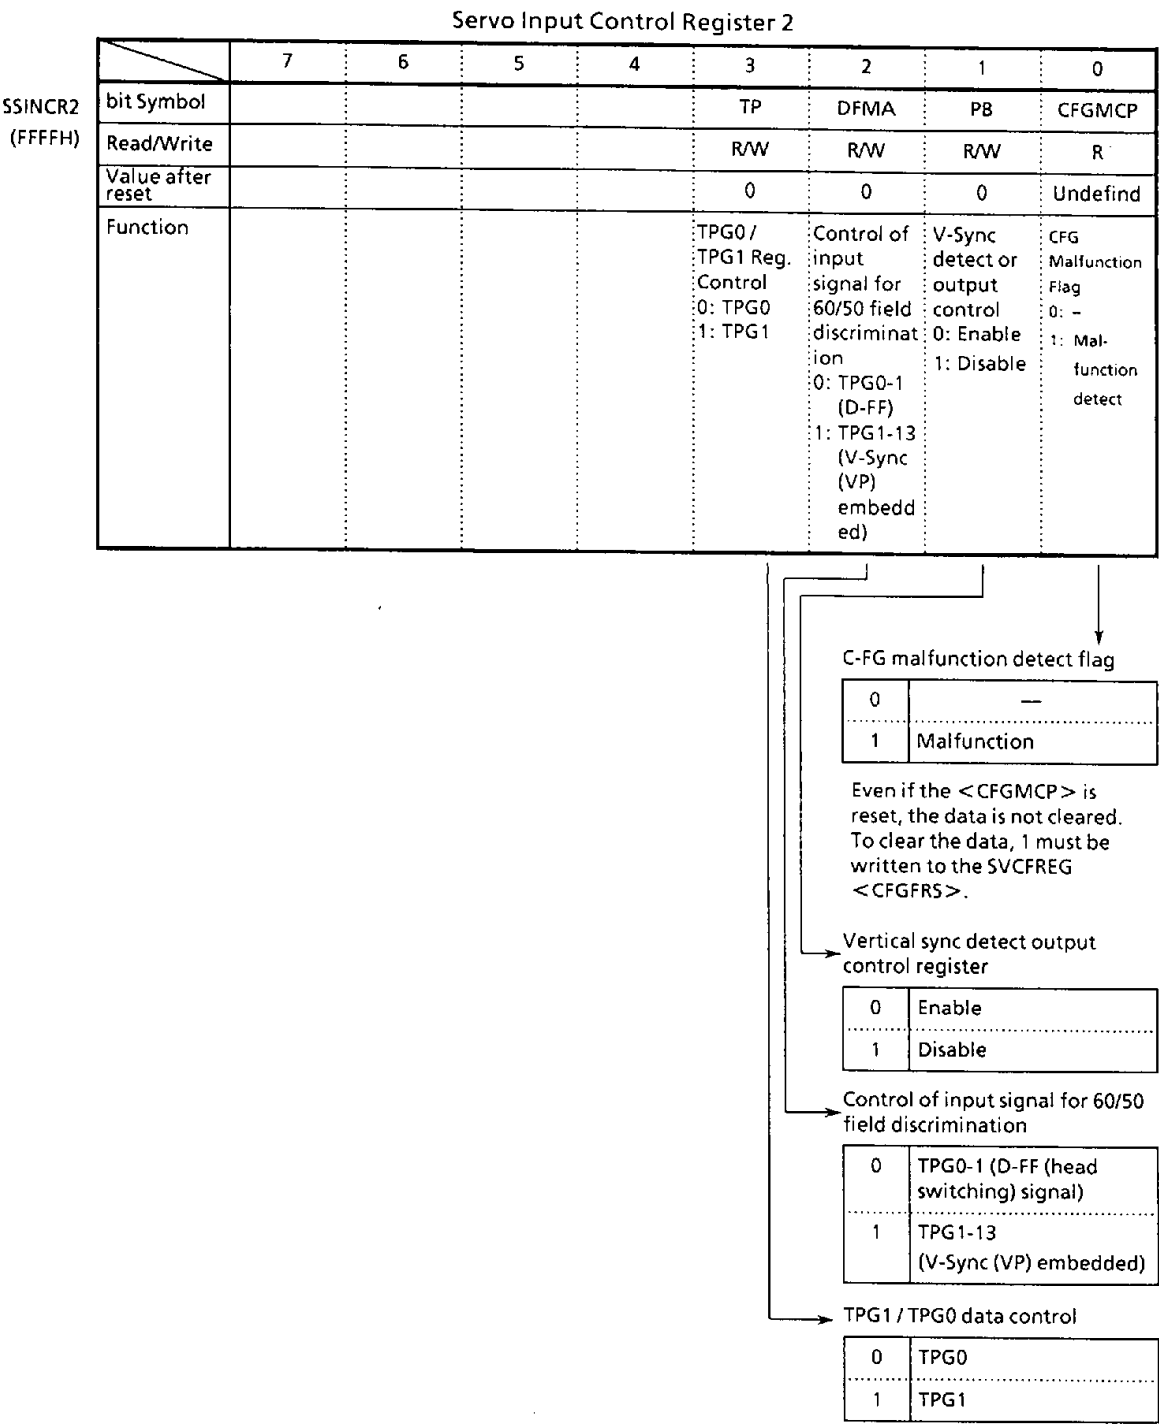 Servo Input Control Register 2
7 6 5 4 3 2 1 0
SSINCR2
(FFFFH)
bit Symbol TP DFMA PB CFGMCP
Read/Write R/W R/W R/W R
Value after
reset 0 0 0 Undefind
Function
TPG0 /
TPG1 Reg.
Control
0: TPG0
1: TPG1
Control of
input
signal for
60/50 field
discriminat
ion
0: TPG0-1
(D-FF)
1: TPG1-13
(V-Sync
(VP)
embedd
ed)
V-Sync
detect or
output
control
0: Enable
1: Disable
CFG
Malfunction
Flag
0: –
1: Mal-
function
detect
C-FG malfunction detect flag
0 —
1 Malfunction
Even if the <CFGMCP> is
reset, the data is not cleared.
To clear the data, 1 must be
written to the SVCFREG
<CFGFRS>.
Vertical sync detect output
control register
0 Enable
1 Disable
Control of input signal for 60/50
field discrimination
0 TPG0-1 (D-FF (head
switching) signal)
1 TPG1-13
(V-Sync (VP) embedded)
TPG1 / TPG0 data control
0 TPG0
1 TPG1